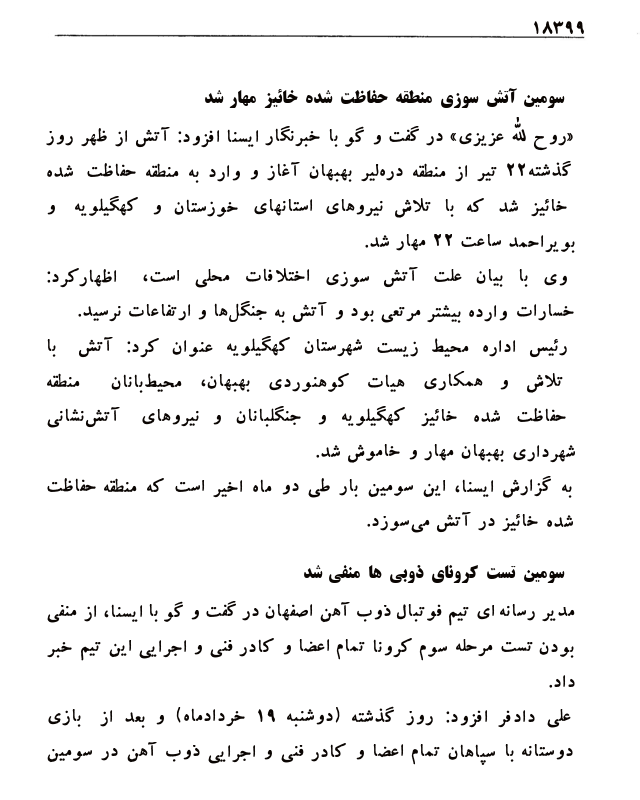 ۱۸۳۹۹
سومین آتش سوزی منطقه حفاظت شده خائیز مهار شد
«روح لله عزیزی» در گفت و گو با خبرنگار ایسنا افزود: آتش از ظهر روز
گذشته۲۲ تیر از منطقه دره‌لیر بهبهان آغاز و وارد به منطقه حفاظت شده
خائیز شد که با تلاش نیروهای استانهای خوزستان و کهگیلویه و
بویراحمد ساعت ۲۲ مهار شد.
وی با بیان علت آتش سوزی اختلافات محلی است، اظهارکرد:
خسارات وارده بیشتر مرتعی بود و آتش به جنگل‌ها و ارتفاعات نرسید.
رئیس اداره محیط زیست شهرستان کهگیلویه عنوان کرد: آتش با
تلاش و همکاری هیات کوهنوردی بهبهان، محیط‌بانان منطقه
حفاظت شده خائیز کهگیلویه و جنگلبانان و نیروهای آتش‌نشانی
شهرداری بهبهان مهار و خاموش شد.
به گزارش ایسنا، این سومین بار طی دو ماه اخیر است که منطقه حفاظت
شده خائیز در آتش می‌سوزد.
سومین تست کرونای ذوبی ها منفی شد
مدیر رسانه ای تیم فوتبال ذوب آهن اصفهان در گفت و گو با ایسنا، از منفی
بودن تست مرحله سوم کرونا تمام اعضا و کادر فنی و اجرایی این تیم خبر
داد.
علی دادفر افزود: روز گذشته (دوشنبه ۱۹ خردادماه) و بعد از بازی
دوستانه با سپاهان تمام اعضا و کادر فنی و اجرایی ذوب آهن در سومین